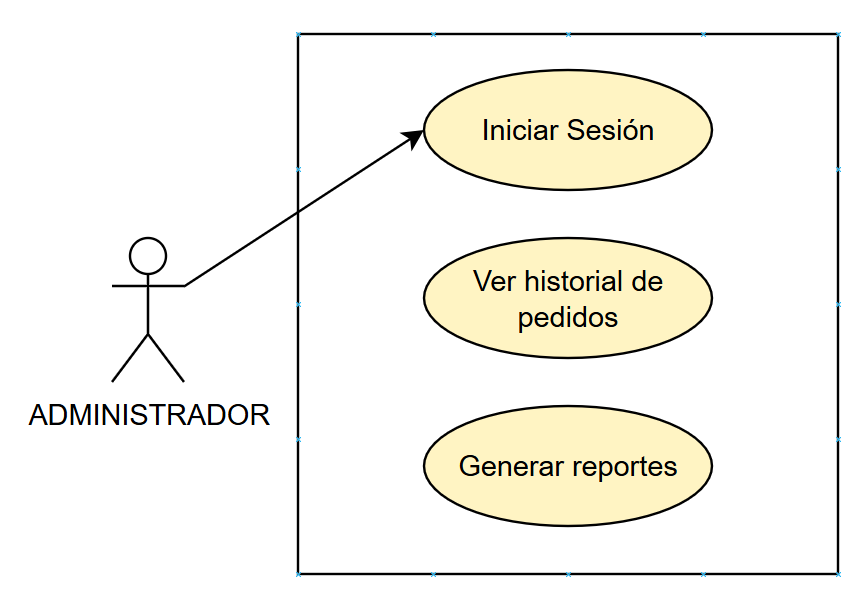 Iniciar Sesión
Ver historial de
pedidos
ADMINISTRADOR
Generar reportes